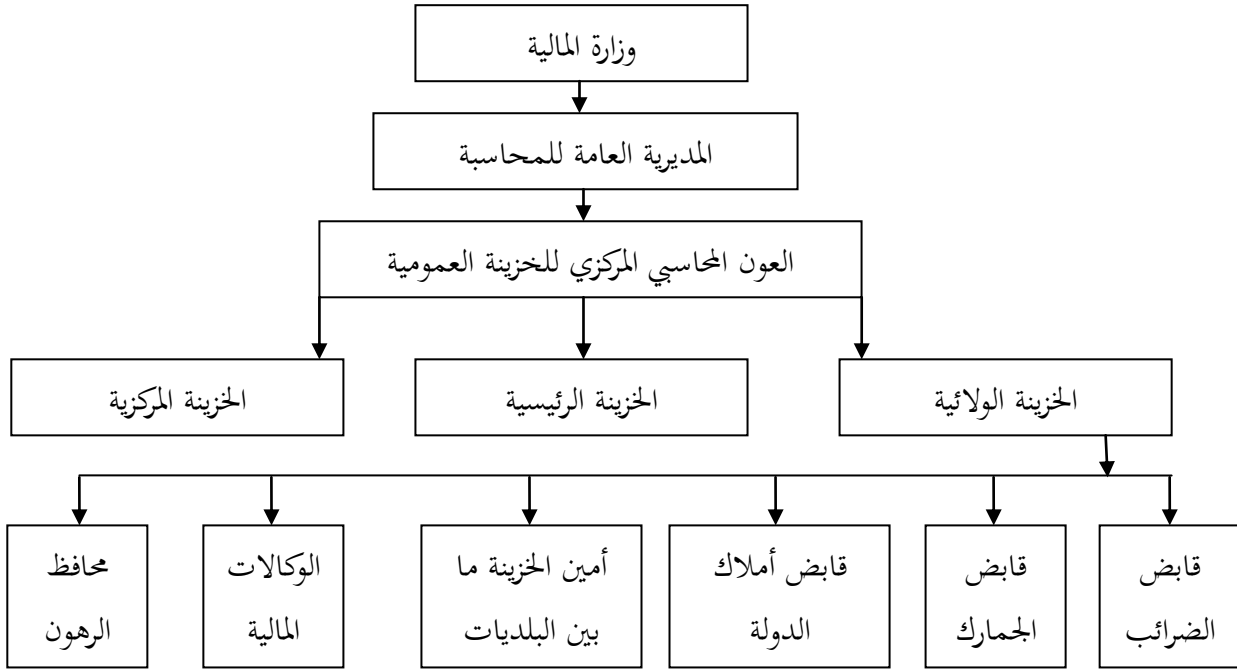 وزارة المالية
المديرية العامة للمحاسبة
العون المحاسبي المركزي للخزينة العمومية
الخزينة الولائية
الخزينة الرئيسية
الخزينة المركزية
قابض
الضرائب
قابض
الجمارك
قابض أملاك
الدولة
أمين الخزينة ما
بين البلديات
الوكالات
المالية
محافظ
الرهون